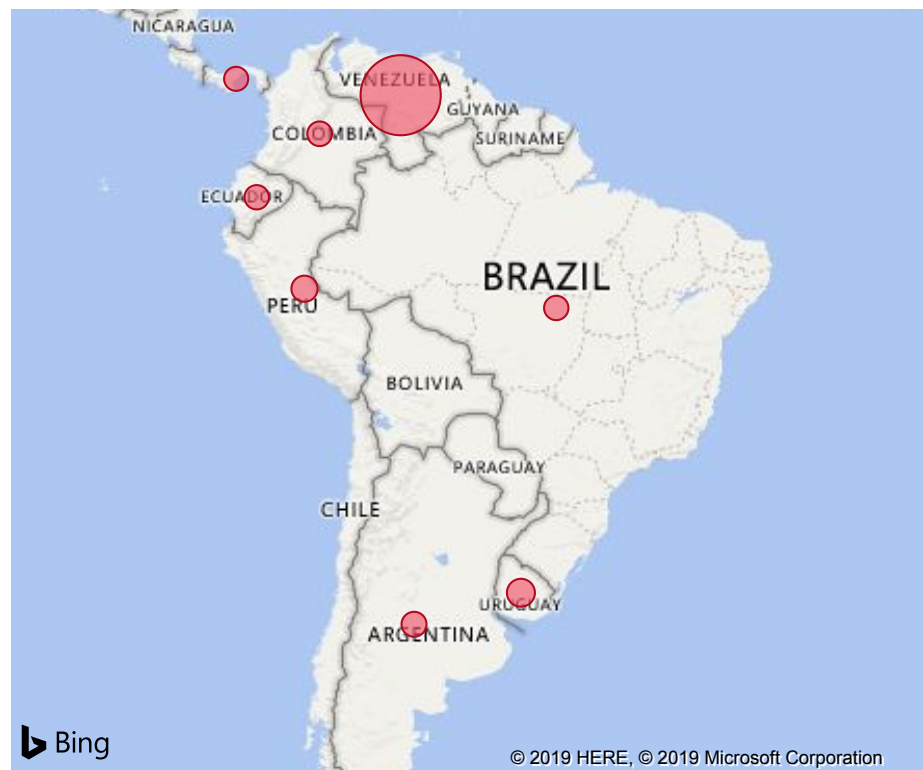 NICARAGUA
VENEZUELA
GUYANA
COLOMBIA
SURINAME
ECUADOR
BRAZIL
PERU
BOLIVIA
PARAGUAY
CHILE
URUGUAY
ARGENTINA
Bing
© 2019 HERE, © 2019 Microsoft Corporation